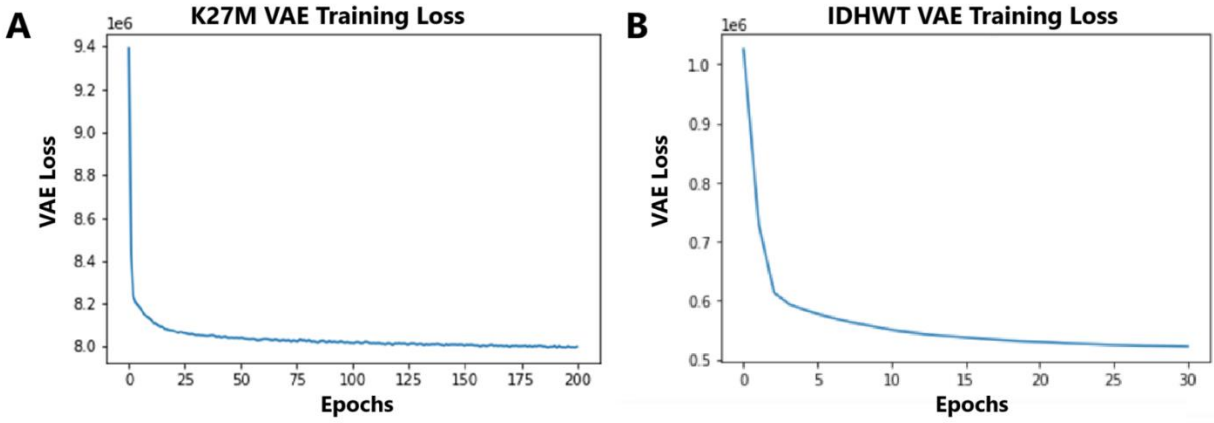 A
K27M VAE Training Loss
1e6
9.4
9.2
9.0
8.8
8.6
8.4
8.2
8.0
VAE Loss
0 25 50 75 100 125 150 175 200
Epochs
B
IDHWT VAE Training Loss
1e6
1.0
0.9
0.8
0.7
0.6
0.5
VAE Loss
0 5 10 15 20 25 30
Epochs